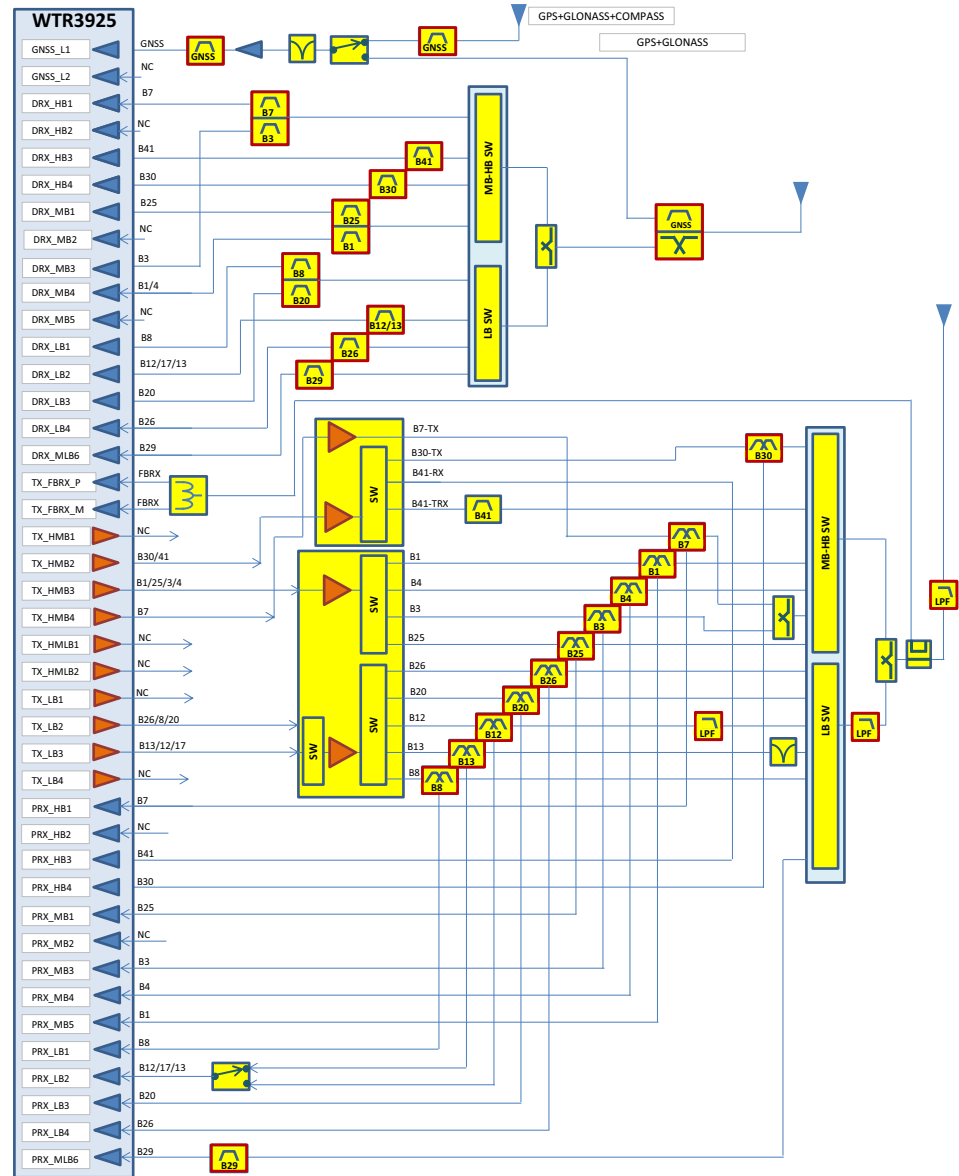 WTR3925
GPS+GLONASS+COMPASS
GPS+GLONASS
GNSS_L1
GNSS
GNSS
GNSS
GNSS_L2
NC
DRX_HB1
B7
B7
DRX_HB2
NC
B3
DRX_HB3
B41
B41
DRX_HB4
B30
B30
MB-HB SW
DRX_MB1
B25
B25
GNSS
DRX_MB2
NC
B1
DRX_MB3
B3
B8
DRX_MB4
B1/4
B20
DRX_MB5
NC
B12/13
LB SW
DRX_LB1
B8
B26
DRX_LB2
B12/17/13
B29
DRX_LB3
B20
DRX_LB4
B26
DRX_MLB6
B29
TX_FBRX_P
FBRX
TX_FBRX_M
FBRX
B7-TX
B30-TX
B30
B41-RX
SW
B41-TRX
B41
TX_HMB1
NC
B7
MB-HB SW
TX_HMB2
B30/41
B1
B1
TX_HMB3
B1/25/3/4
SW
B4
B4
LPF
TX_HMB4
B7
B3
B3
TX_HMLB1
NC
B25
B25
TX_HMLB2
NC
B26
B26
TX_LB1
NC
B20
B20
TX_LB2
B26/8/20
SW
SW
B12
B12
LPF
LB SW
LPF
TX_LB3
B13/12/17
B13
B13
TX_LB4
NC
B8
B8
PRX_HB1
B7
PRX_HB2
NC
PRX_HB3
B41
PRX_HB4
B30
PRX_MB1
B25
PRX_MB2
NC
PRX_MB3
B3
PRX_MB4
B4
PRX_MB5
B1
PRX_LB1
B8
PRX_LB2
B12/17/13
PRX_LB3
B20
PRX_LB4
B26
PRX_MLB6
B29
B29